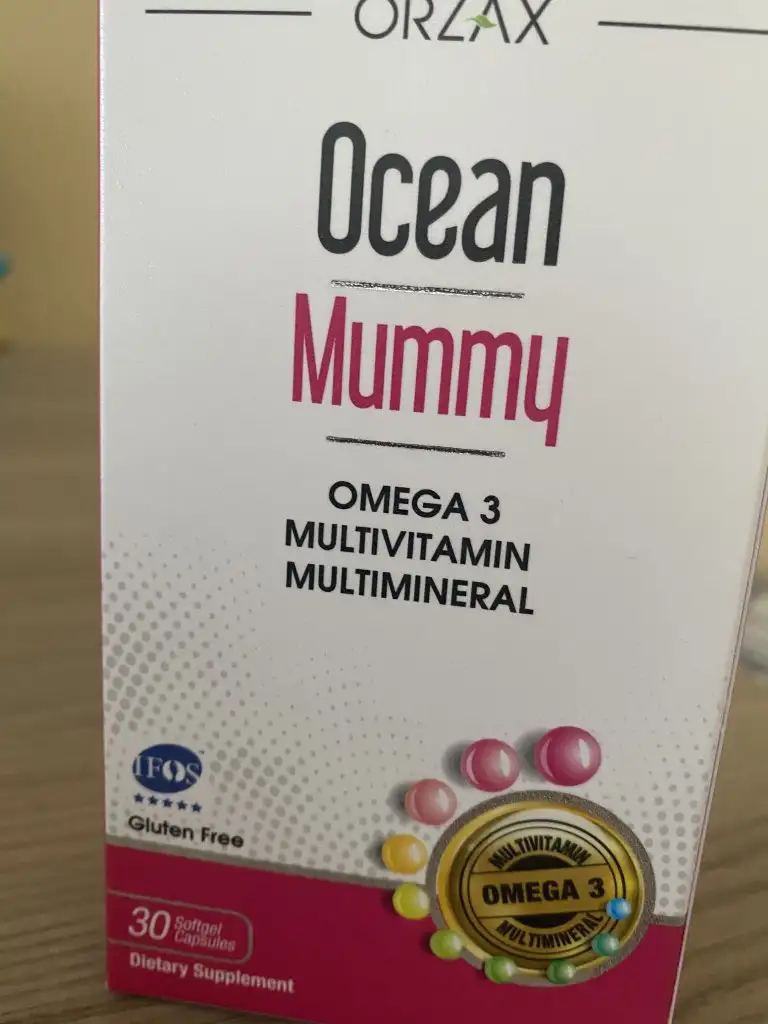 ORZAX
Ocean
Mummy
OMEGA 3
MULTIVITAMIN
MULTIMINERAL
IFOS
Gluten Free
30 Softgel
Capsules
Dietary Supplement
MULTIVITAMIN
OMEGA 3
MULTIMINERAL